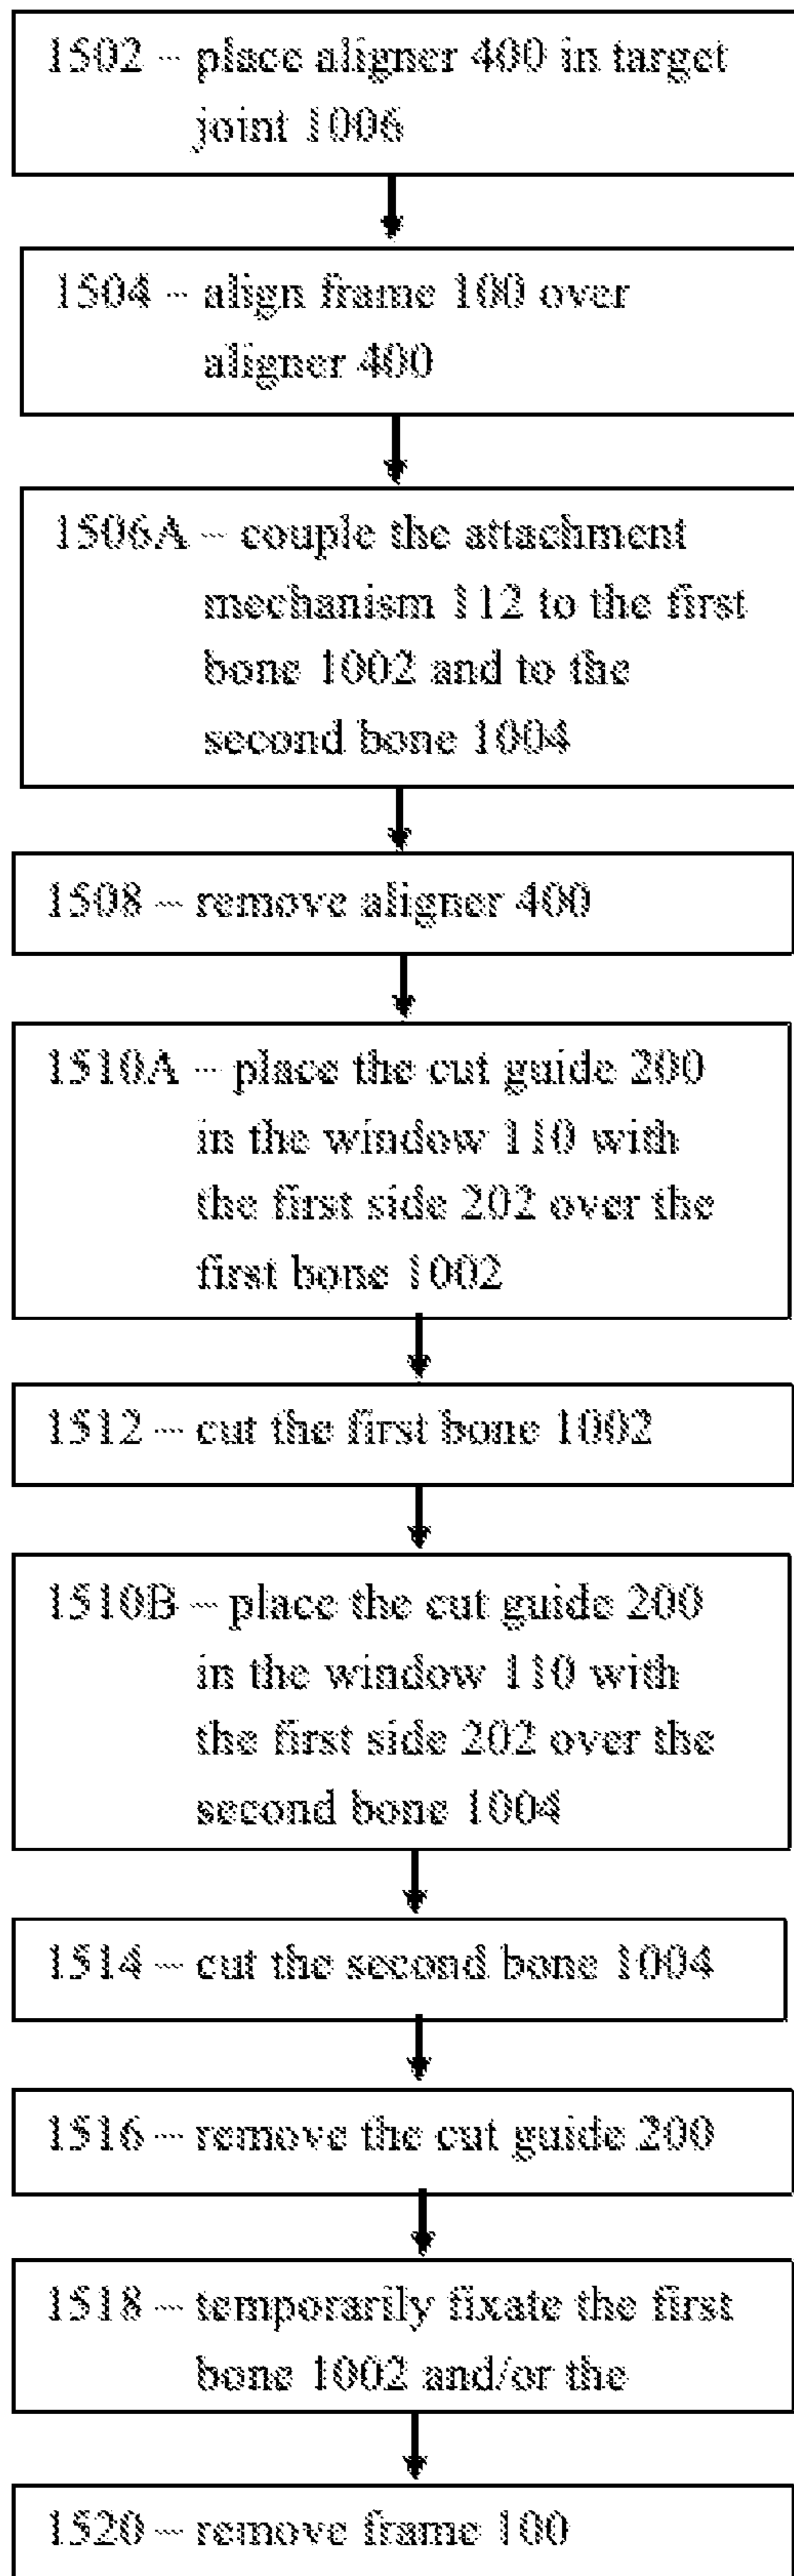 1502 – place aligner 400 in target
joint 1006
1504 – align frame 100 over
aligner 400
1506A – couple the attachment
mechanism 112 to the first
bone 1002 and to the
second bone 1004
1508 – remove aligner 400
1510A – place the cut guide 200
in the window 110 with
the first side 202 over the
first bone 1002
1512 – cut the first bone 1002
1510B – place the cut guide 200
in the window 110 with
the first side 202 over the
second bone 1004
1514 – cut the second bone 1004
1516 – remove the cut guide 200
1518 – temporarily fixate the first
bone 1002 and/or the
1520 – remove frame 100